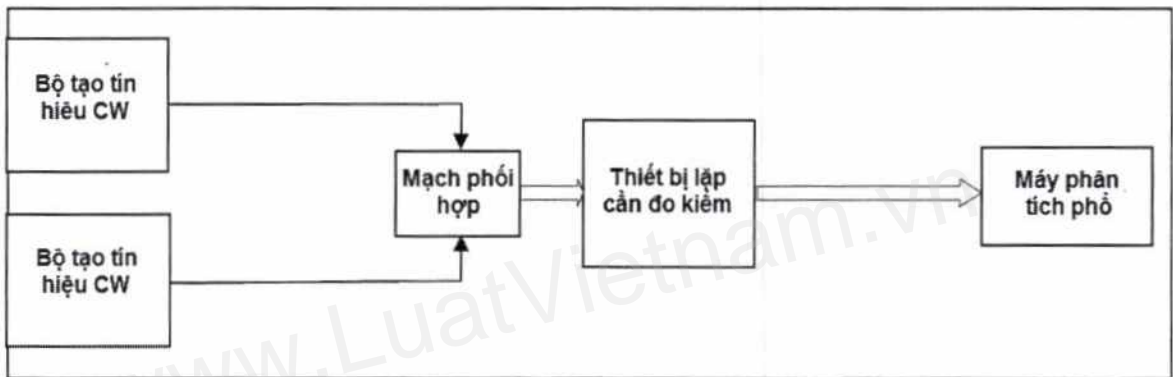 Bộ tạo tín
hiệu CW
Bộ tạo tín
hiệu CW
Mạch phối
hợp
Thiết bị lặp
cần đo kiểm
Máy phân
tích phổ
www.LuatVietnam.vn